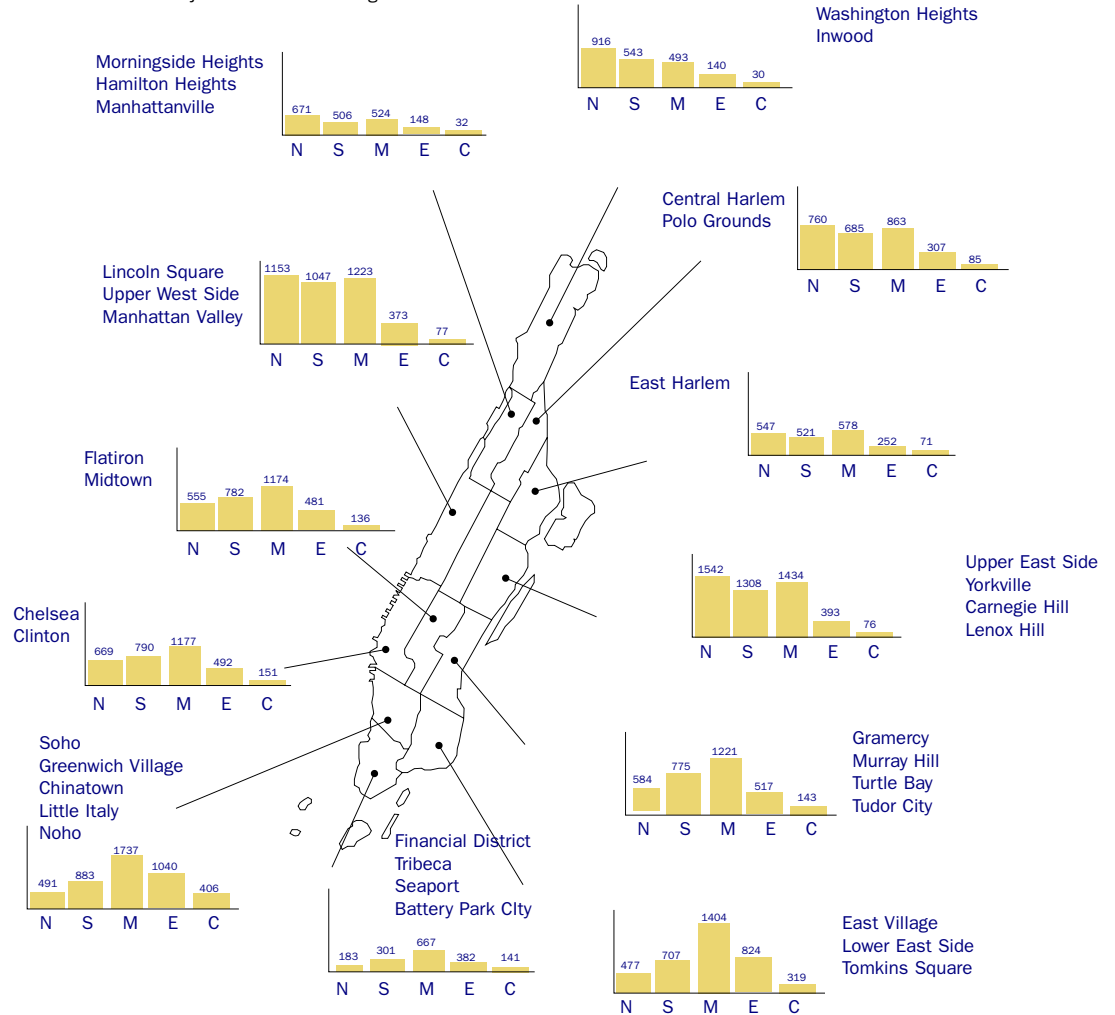 Washington Heights
Inwood
916 543 493 140 30
N S M E C
Morningside Heights
Hamilton Heights
Manhattanville
671 506 524 148 32
N S M E C
Central Harlem
Polo Grounds
760 685 863 307 85
N S M E C
Lincoln Square
Upper West Side
Manhattan Valley
1153 1047 1223 373 77
N S M E C
East Harlem
547 521 578 252 71
N S M E C
Flatiron
Midtown
555 782 1174 481 136
N S M E C
Upper East Side
Yorkville
Carnegie Hill
Lenox Hill
1542 1308 1434 393 76
N S M E C
Chelsea
Clinton
669 790 1177 492 151
N S M E C
Gramercy
Murray Hill
Turtle Bay
Tudor City
584 775 1221 517 143
N S M E C
Soho
Greenwich Village
Chinatown
Little Italy
Noho
491 883 1737 1040 406
N S M E C
Financial District
Tribeca
Seaport
Battery Park CIty
183 301 667 382 141
N S M E C
East Village
Lower East Side
Tomkins Square
477 707 1404 824 319
N S M E C